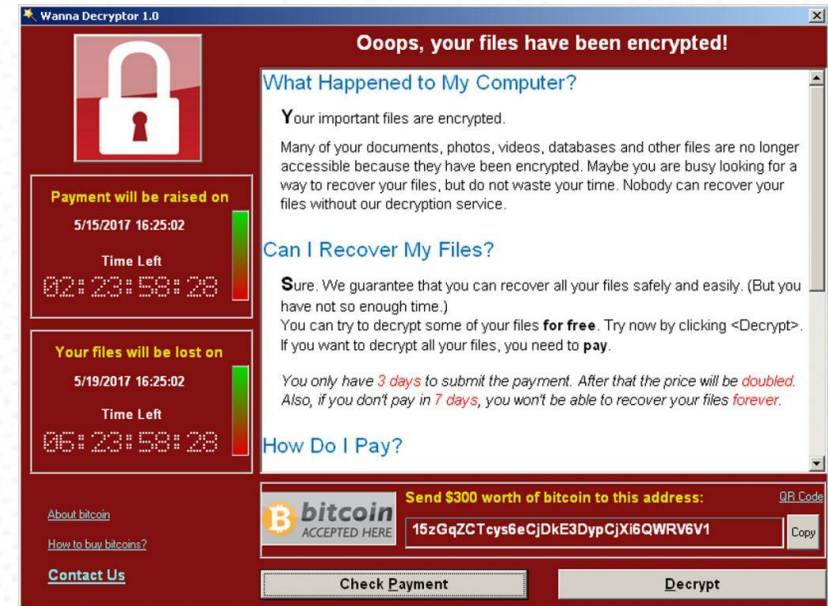 Wanna Decryptor 1.0
Ooops, your files have been encrypted!
Payment will be raised on
5/15/2017 16:25:02
Time Left
02:23:58:28
Your files will be lost on
5/19/2017 16:25:02
Time Left
06:23:58:28
About bitcoin
How to buy bitcoins?
Contact Us
What Happened to My Computer?
Your important files are encrypted.
Many of your documents, photos, videos, databases and other files are no longer
accessible because they have been encrypted. Maybe you are busy looking for a
way to recover your files, but do not waste your time. Nobody can recover your
files without our decryption service.
Can I Recover My Files?
Sure. We guarantee that you can recover all your files safely and easily. (But you
have not so enough time.)
You can try to decrypt some of your files for free. Try now by clicking <Decrypt>.
If you want to decrypt all your files, you need to pay.
You only have 3 days to submit the payment. After that the price will be doubled.
Also, if you don't pay in 7 days, you won't be able to recover your files forever.
How Do I Pay?
bitcoin
ACCEPTED HERE
Send $300 worth of bitcoin to this address:
QR Code
15zGqZCTcys6eCjDkE3DypCjXi6QWRV6V1
Copy
Check Payment
Decrypt